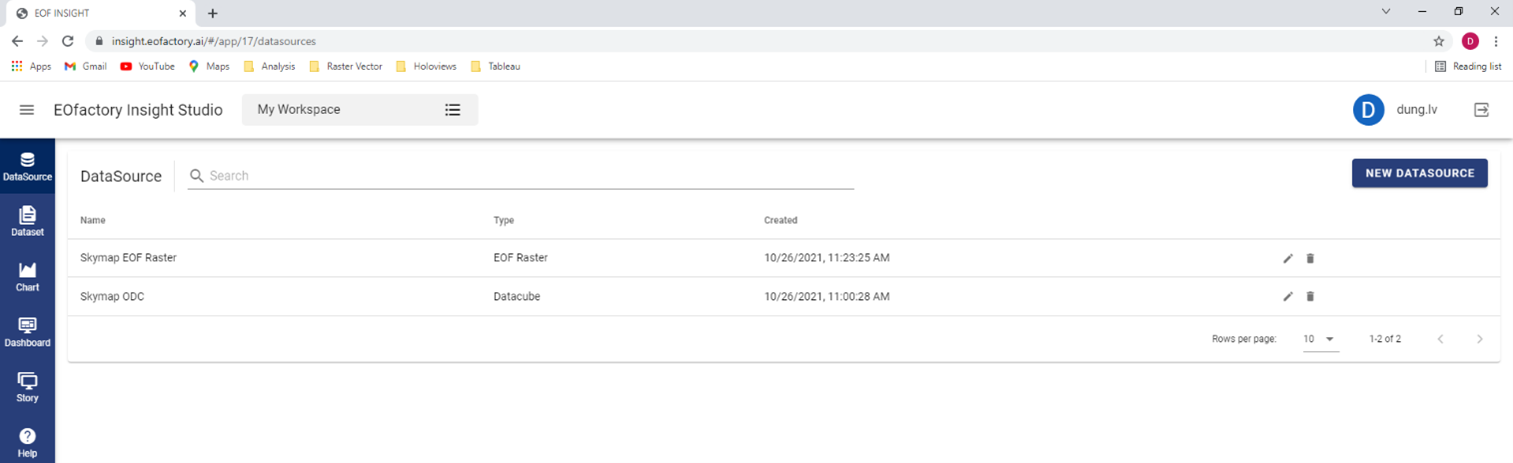 EOF INSIGHT
insight.eofactory.ai/#/app/17/datasources
D
Apps Gmail YouTube Maps Analysis Raster Vector Holoviews Tableau Reading list
EOfactory Insight Studio My Workspace D dung.lv
DataSource
Dataset
Chart
Dashboard
Story
Help
DataSource Search NEW DATASOURCE
Name Type Created
Skymap EOF Raster EOF Raster 10/26/2021, 11:23:25 AM
Skymap ODC Datacube 10/26/2021, 11:00:28 AM
Rows per page: 10 1-2 of 2